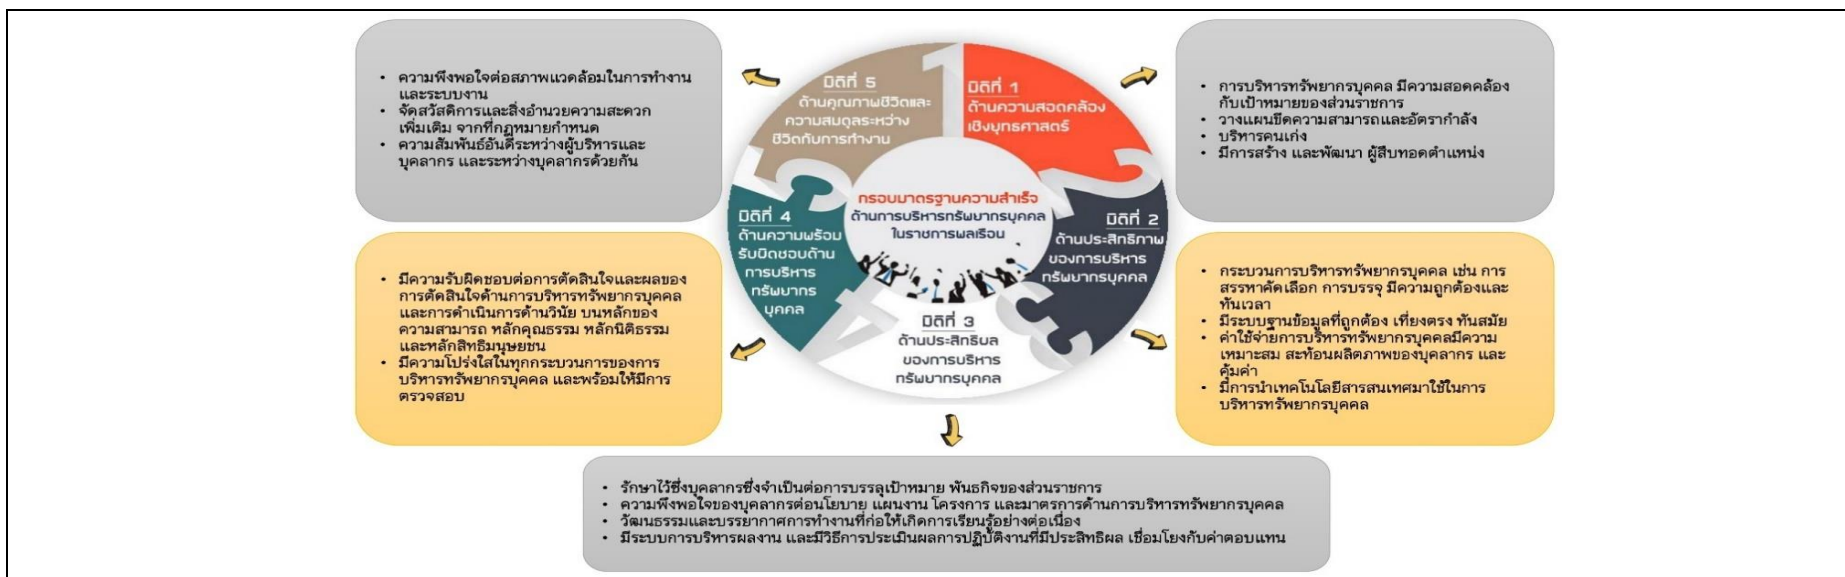 มิติที่ 1
ด้านความสอดคล้อง
เชิงยุทธศาสตร์
• การบริหารทรัพยากรบุคคล มีความสอดคล้อง
กับเป้าหมายของส่วนราชการ
• วางแผนขีดความสามารถและอัตรากำลัง
• บริหารคนเก่ง
• มีการสร้าง และพัฒนา ผู้สืบทอดตำแหน่ง
มิติที่ 2
ด้านประสิทธิภาพ
ของการบริหาร
ทรัพยากรบุคคล
• กระบวนการบริหารทรัพยากรบุคคล เช่น การ
สรรหาคัดเลือก การบรรจุ มีความถูกต้องและ
ทันเวลา
• มีระบบฐานข้อมูลที่ถูกต้อง เที่ยงตรง ทันสมัย
• ค่าใช้จ่ายการบริหารทรัพยากรบุคคลมีความ
เหมาะสม สะท้อนผลิตภาพของบุคลากร และ
คุ้มค่า
• มีการนำเทคโนโลยีสารสนเทศมาใช้ในการ
บริหารทรัพยากรบุคคล
มิติที่ 3
ด้านประสิทธิผล
ของการบริหาร
ทรัพยากรบุคคล
• รักษาไว้ซึ่งบุคลากรซึ่งจำเป็นต่อการบรรลุเป้าหมาย พันธกิจของส่วนราชการ
• ความพึงพอใจของบุคลากรต่อนโยบาย แผนงาน โครงการ และมาตรการด้านการบริหารทรัพยากรบุคคล
• วัฒนธรรมและบรรยากาศการทำงานที่ก่อให้เกิดการเรียนรู้อย่างต่อเนื่อง
• มีระบบการบริหารผลงาน และมีวิธีการประเมินผลการปฏิบัติงานที่มีประสิทธิผล เชื่อมโยงกับค่าตอบแทน
มิติที่ 4
ด้านความพร้อม
รับผิดชอบด้าน
การบริหาร
ทรัพยากร
บุคคล
• มีความรับผิดชอบต่อการตัดสินใจและผลของ
การตัดสินใจด้านการบริหารทรัพยากรบุคคล
และการดำเนินการด้านวินัย บนหลักของ
ความสามารถ หลักคุณธรรม หลักนิติธรรม
และหลักสิทธิมนุษยชน
• มีความโปร่งใสในทุกกระบวนการของการ
บริหารทรัพยากรบุคคล และพร้อมให้มีการ
ตรวจสอบ
มิติที่ 5
ด้านคุณภาพชีวิตและ
ความสมดุลระหว่าง
ชีวิตกับการทำงาน
• ความพึงพอใจต่อสภาพแวดล้อมในการทำงาน
และระบบงาน
• จัดสวัสดิการและสิ่งอำนวยความสะดวก
เพิ่มเติม จากที่กฎหมายกำหนด
• ความสัมพันธ์อันดีระหว่างผู้บริหารและ
บุคลากร และระหว่างบุคลากรด้วยกัน
กรอบมาตรฐานความสำเร็จ
ด้านการบริหารทรัพยากรบุคคล
ในราชการพลเรือน
1
2
3
4
5